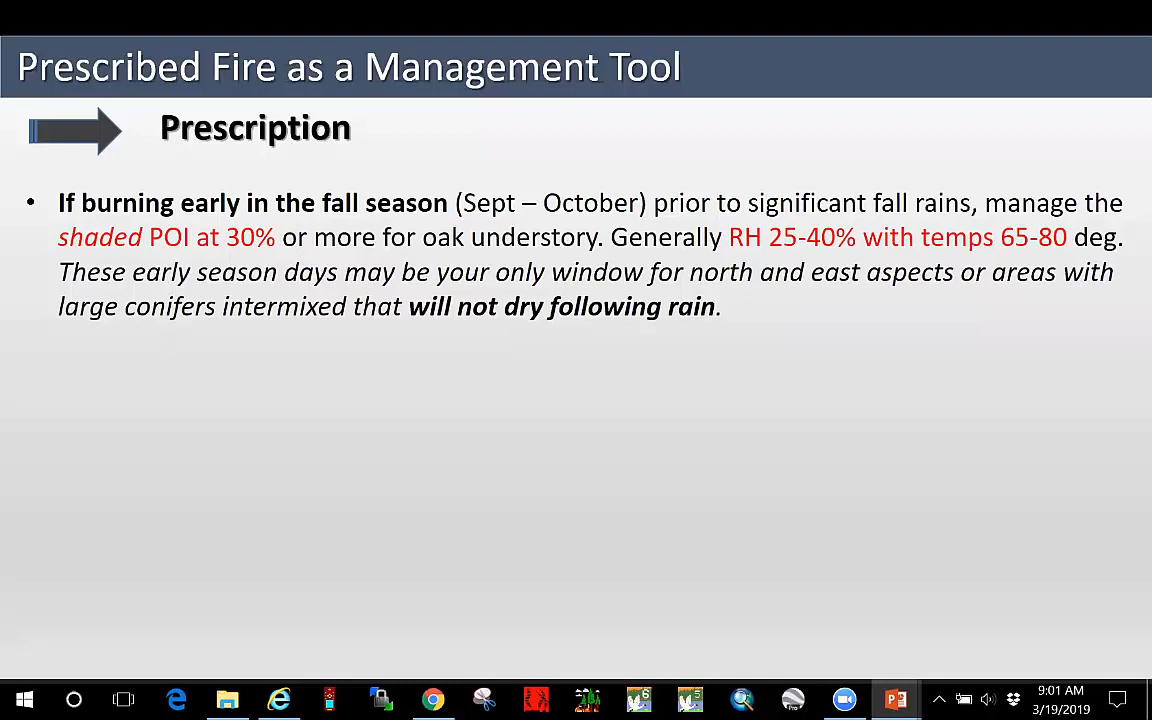 Prescribed Fire as a Management Tool
Prescription
• If burning early in the fall season (Sept – October) prior to significant fall rains, manage the
shaded POI at 30% or more for oak understory. Generally RH 25-40% with temps 65-80 deg.
These early season days may be your only window for north and east aspects or areas with
large conifers intermixed that will not dry following rain.
6
5
Pro
9:01 AM
3/19/2019